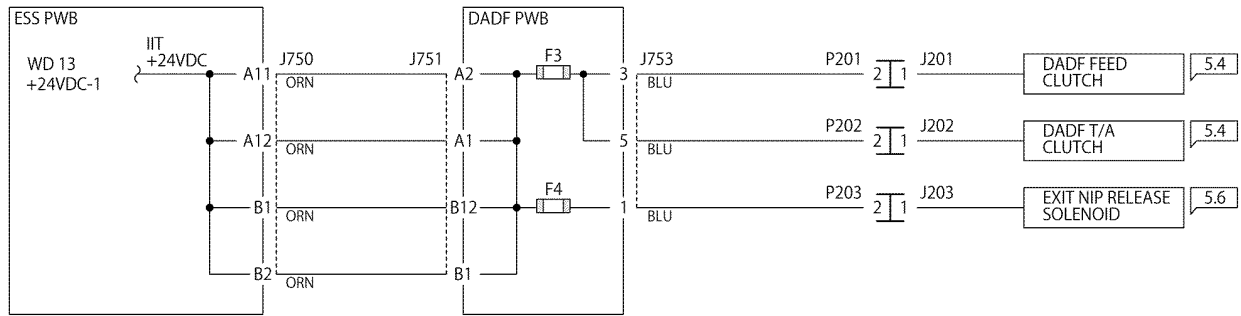 ESS PWB
DADF PWB
IIT
+24VDC
WD 13
+24VDC-1
J750
J751
F3
J753
P201
J201
A11
ORN
A2
3
BLU
2
1
DADF FEED
CLUTCH
5.4
P202
J202
A12
ORN
A1
5
BLU
2
1
DADF T/A
CLUTCH
5.4
F4
P203
J203
B1
ORN
B12
1
BLU
2
1
EXIT NIP RELEASE
SOLENOID
5.6
B2
ORN
B1